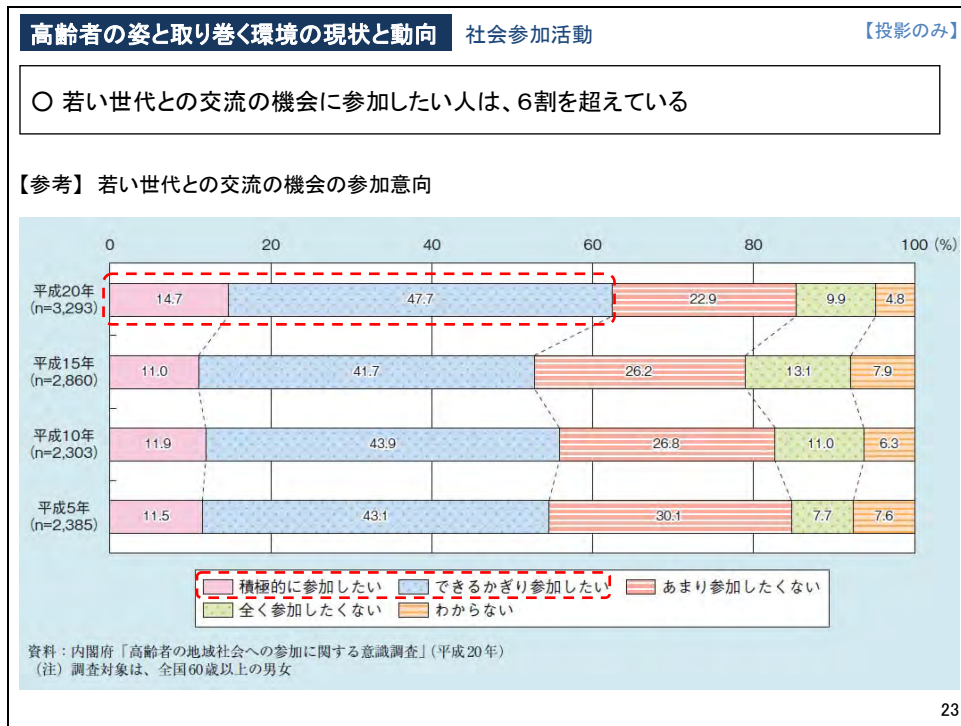 高齢者の姿と取り巻く環境の現状と動向 社会参加活動 【投影のみ】
○ 若い世代との交流の機会に参加したい人は、６割を超えている
【参考】 若い世代との交流の機会の参加意向
0 20 40 60 80 100 (%)
平成20年
(n=3,293)
14.7 47.7 22.9 9.9 4.8
平成15年
(n=2,860)
11.0 41.7 26.2 13.1 7.9
平成10年
(n=2,303)
11.9 43.9 26.8 11.0 6.3
平成5年
(n=2,385)
11.5 43.1 30.1 7.7 7.6
積極的に参加したい できるかぎり参加したい あまり参加したくない
全く参加したくない わからない
資料：内閣府「高齢者の地域社会への参加に関する意識調査」（平成20年）
（注）調査対象は、全国60歳以上の男女
23